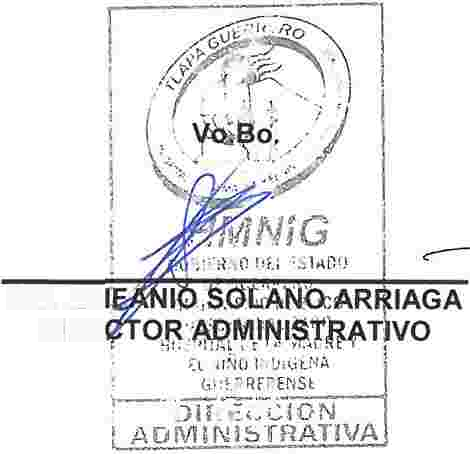 TLAPA GUERRERO
Vo.Bo.
HMNIG
GOBIERNO DEL ESTADO
IEANIO SOLANO ARRIAGA
CTOR ADMINISTRATIVO
HOSPITAL DE LA MADRE Y
EL NIÑO INDIGENA
GUERRERENSE
DIRECCION
ADMINISTRATIVA